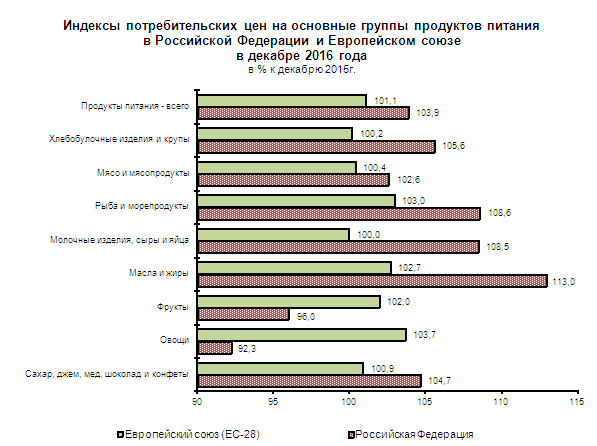 Индексы потребительских цен на основные группы продуктов питания
в Российской Федерации и Европейском союзе
в декабре 2016 года
в % к декабрю 2015г.
Продукты питания - всего
101,1
103,9
Хлебобулочные изделия и крупы
100,2
105,6
Мясо и мясопродукты
100,4
102,6
Рыба и морепродукты
103,0
108,6
Молочные изделия, сыры и яйца
100,0
108,5
Масла и жиры
102,7
113,0
Фрукты
102,0
96,0
Овощи
103,7
92,3
Сахар, джем, мед, шоколад и конфеты
100,9
104,7
90 95 100 105 110 115
Европейский союз (ЕС-28) Российская Федерация